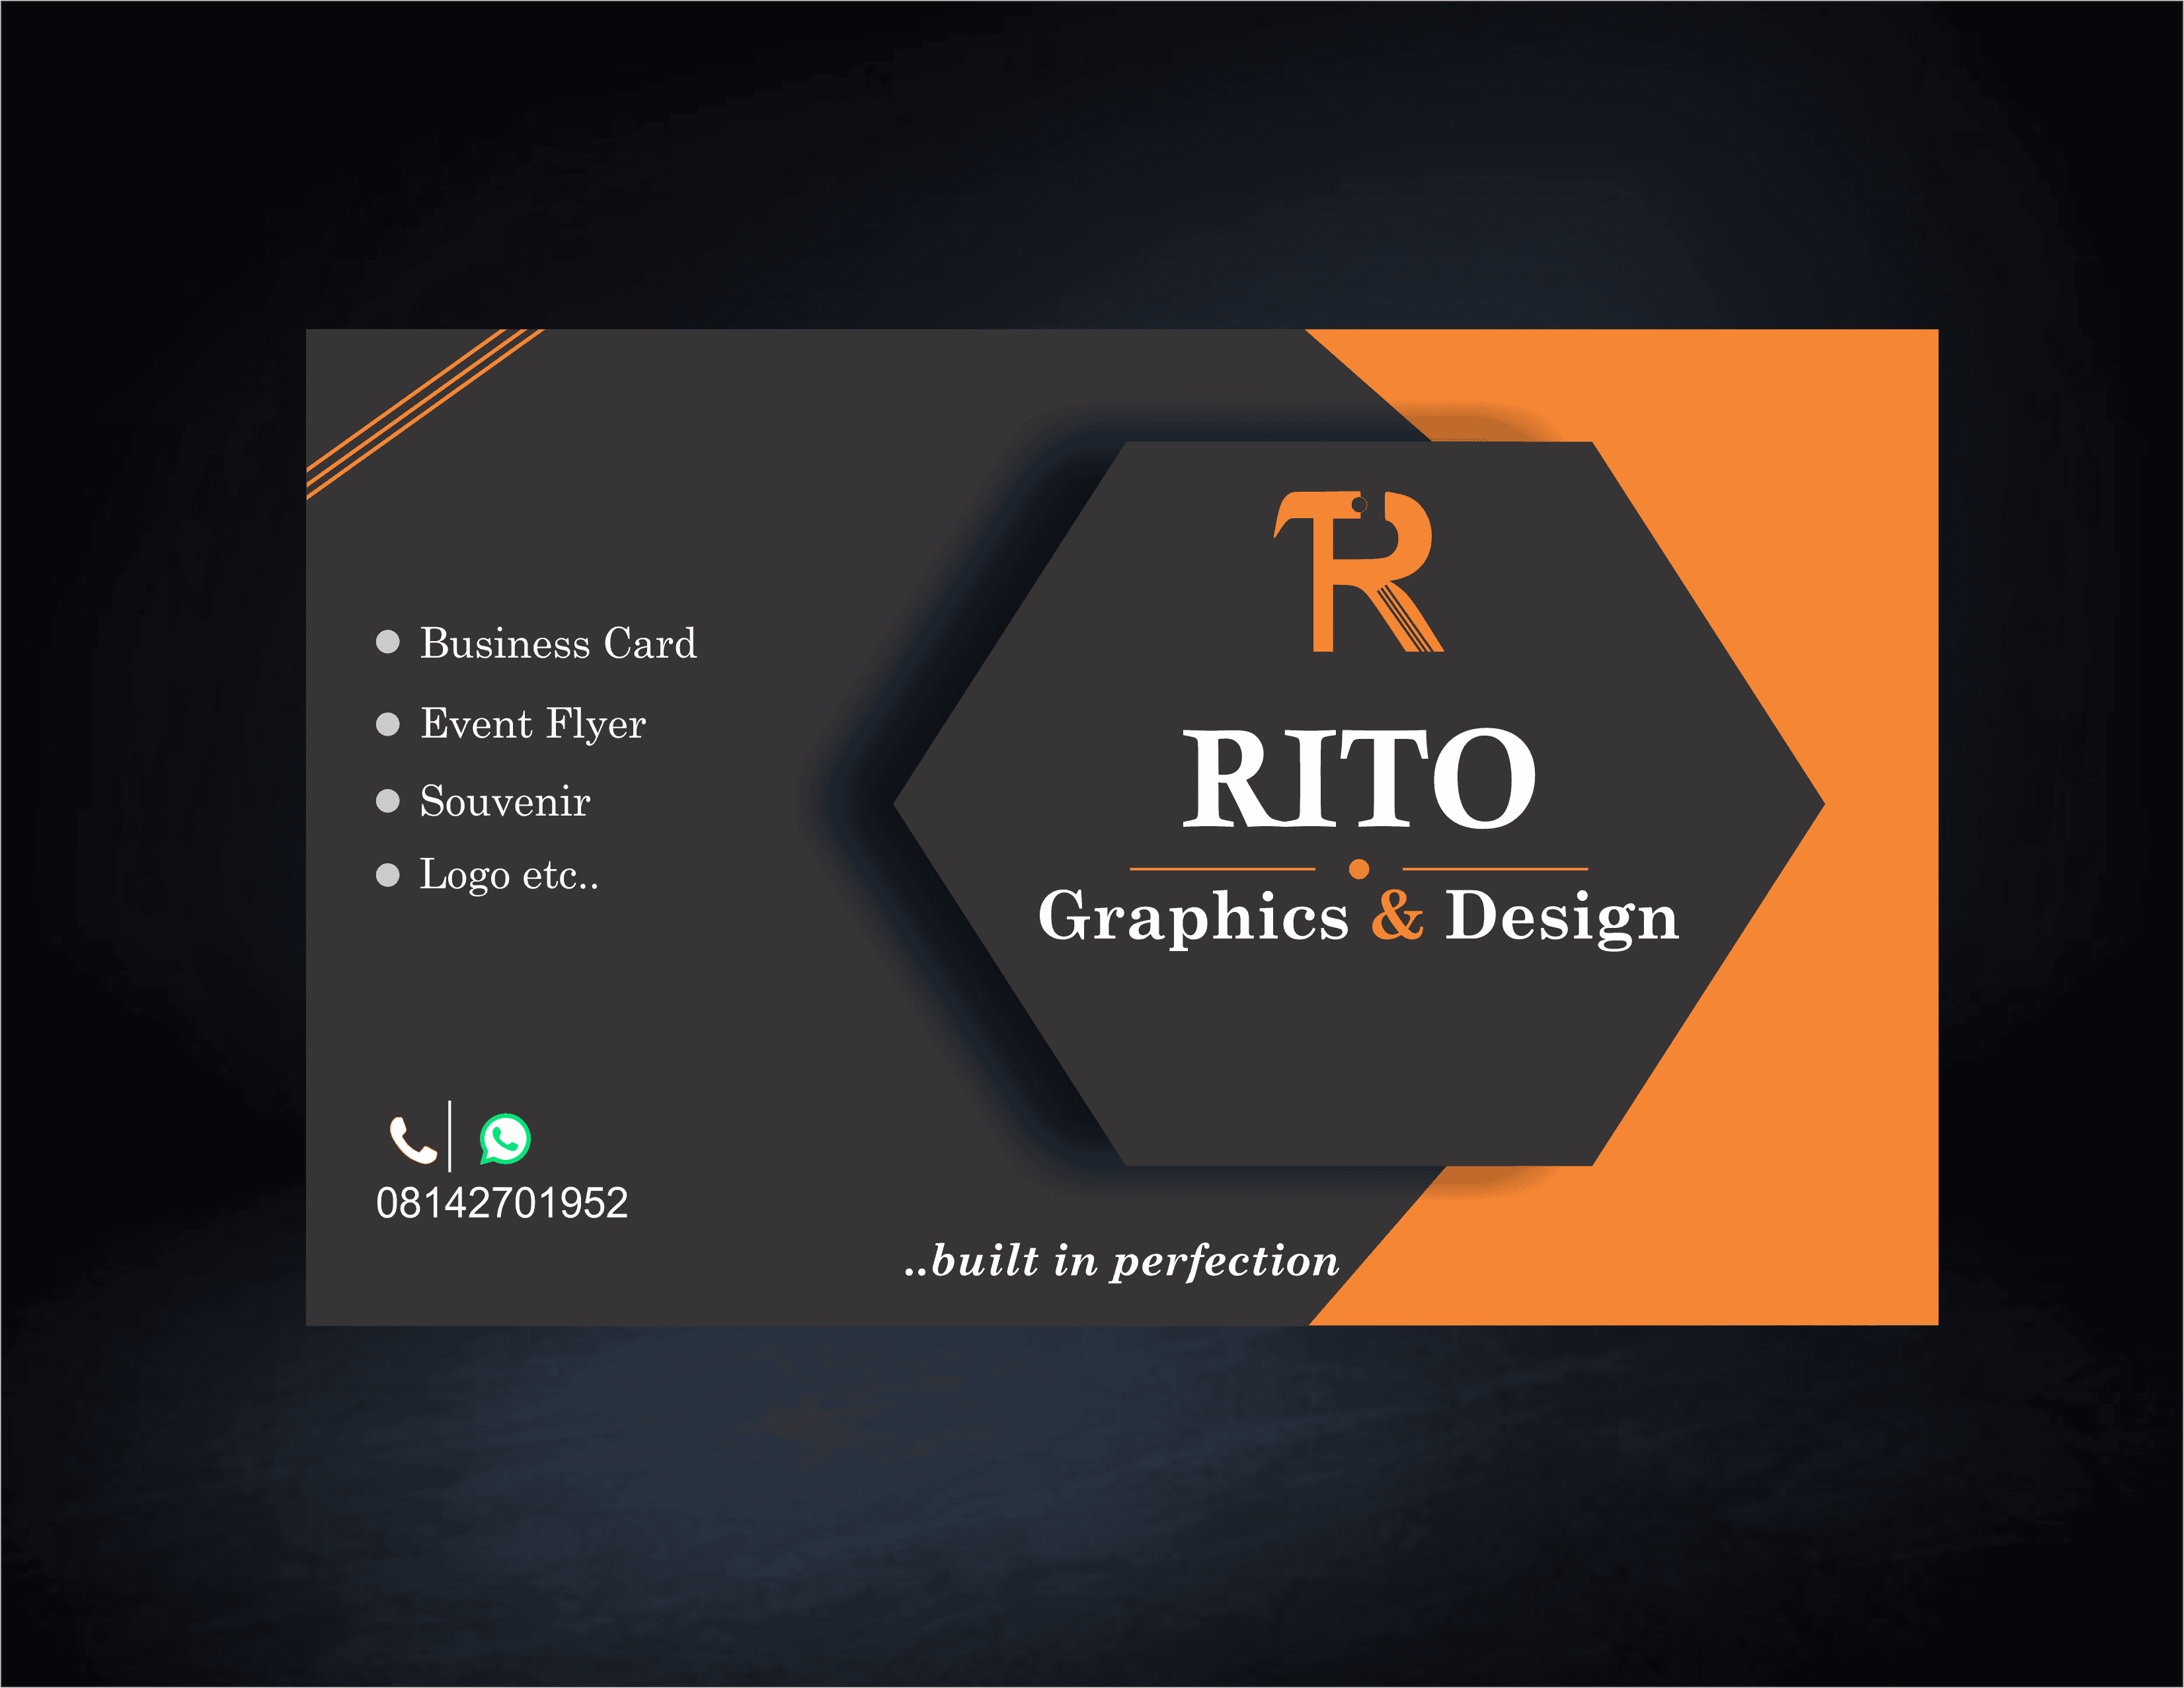 Business Card
Event Flyer
Souvenir
Logo etc..
08142701952
R
RITO
Graphics & Design
..built in perfection